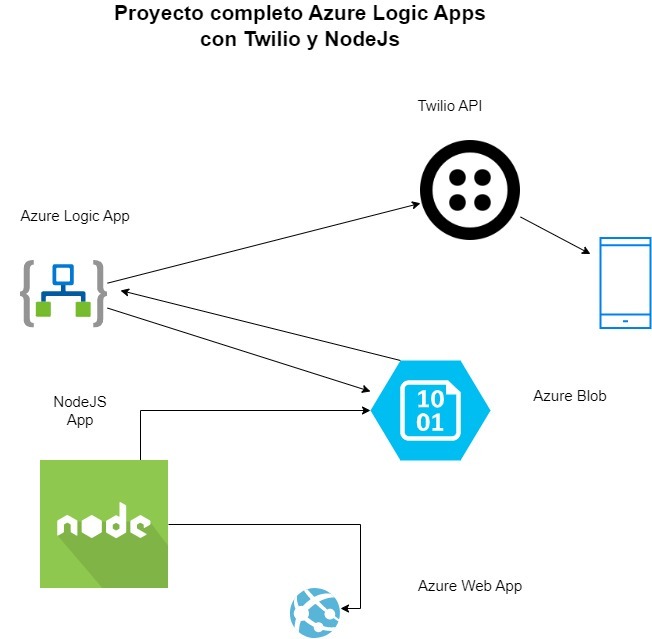 Proyecto completo Azure Logic Apps
con Twilio y NodeJs
Twilio API
Azure Logic App
10
01
Azure Blob
NodeJS
App
node
Azure Web App